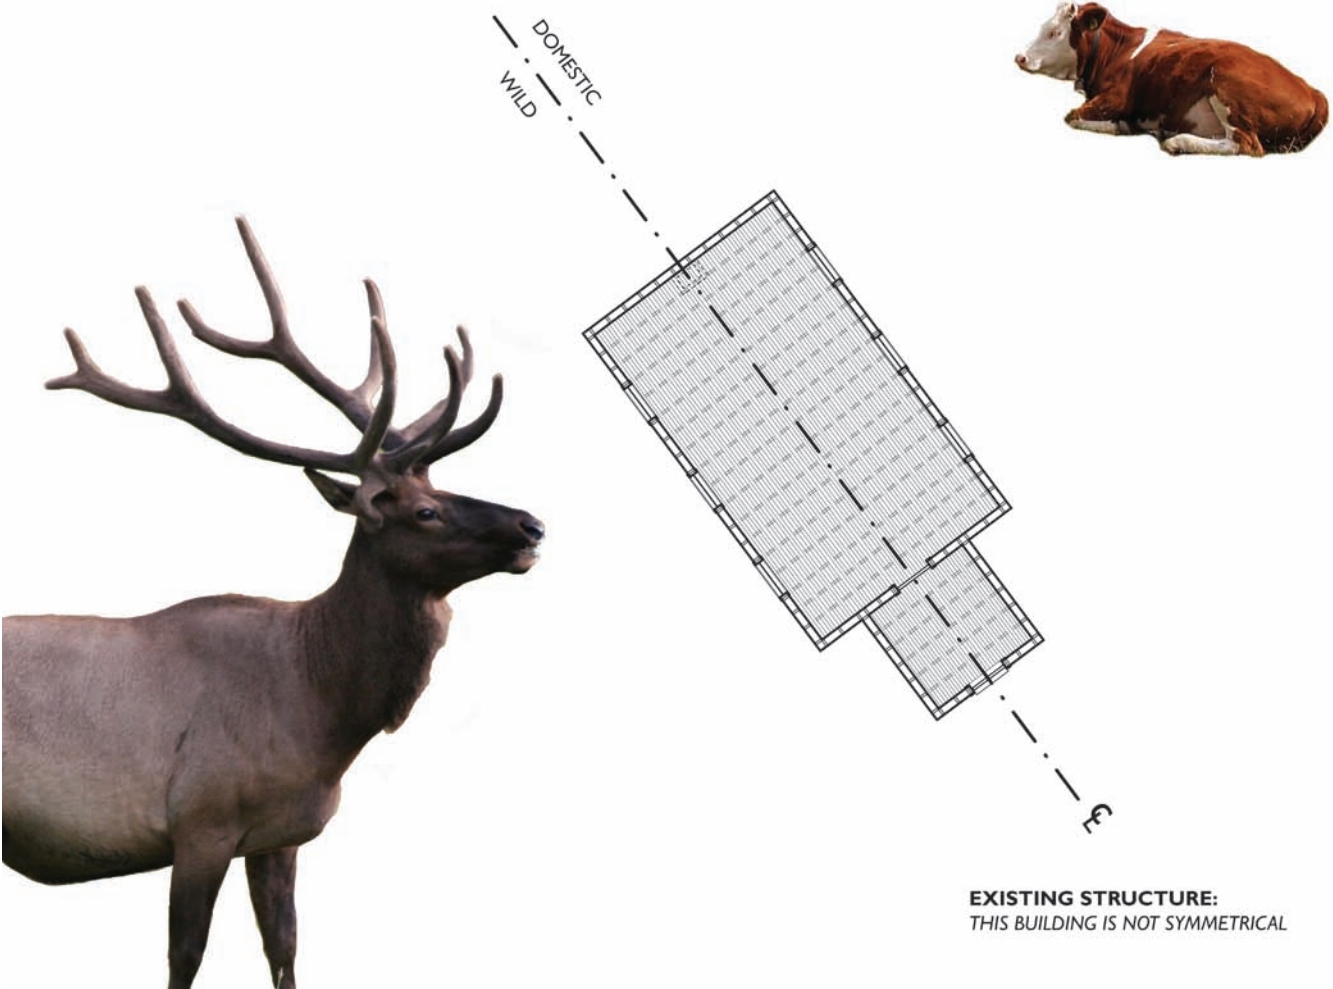 DOMESTIC
WILD
℄
EXISTING STRUCTURE:
THIS BUILDING IS NOT SYMMETRICAL